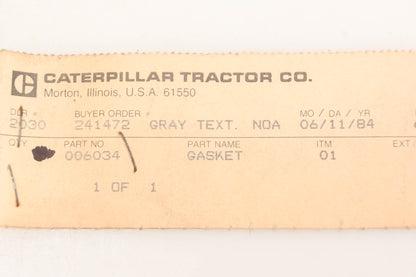 C CATERPILLAR TRACTOR CO.
Morton, Illinois, U.S.A. 61550
DLR # BUYER ORDER # MO / DA / YR
2030 241472 GRAY TEXT. NOA 06/11/84
QTY PART NO PART NAME ITM EXT
006034 GASKET 01
1 OF 1